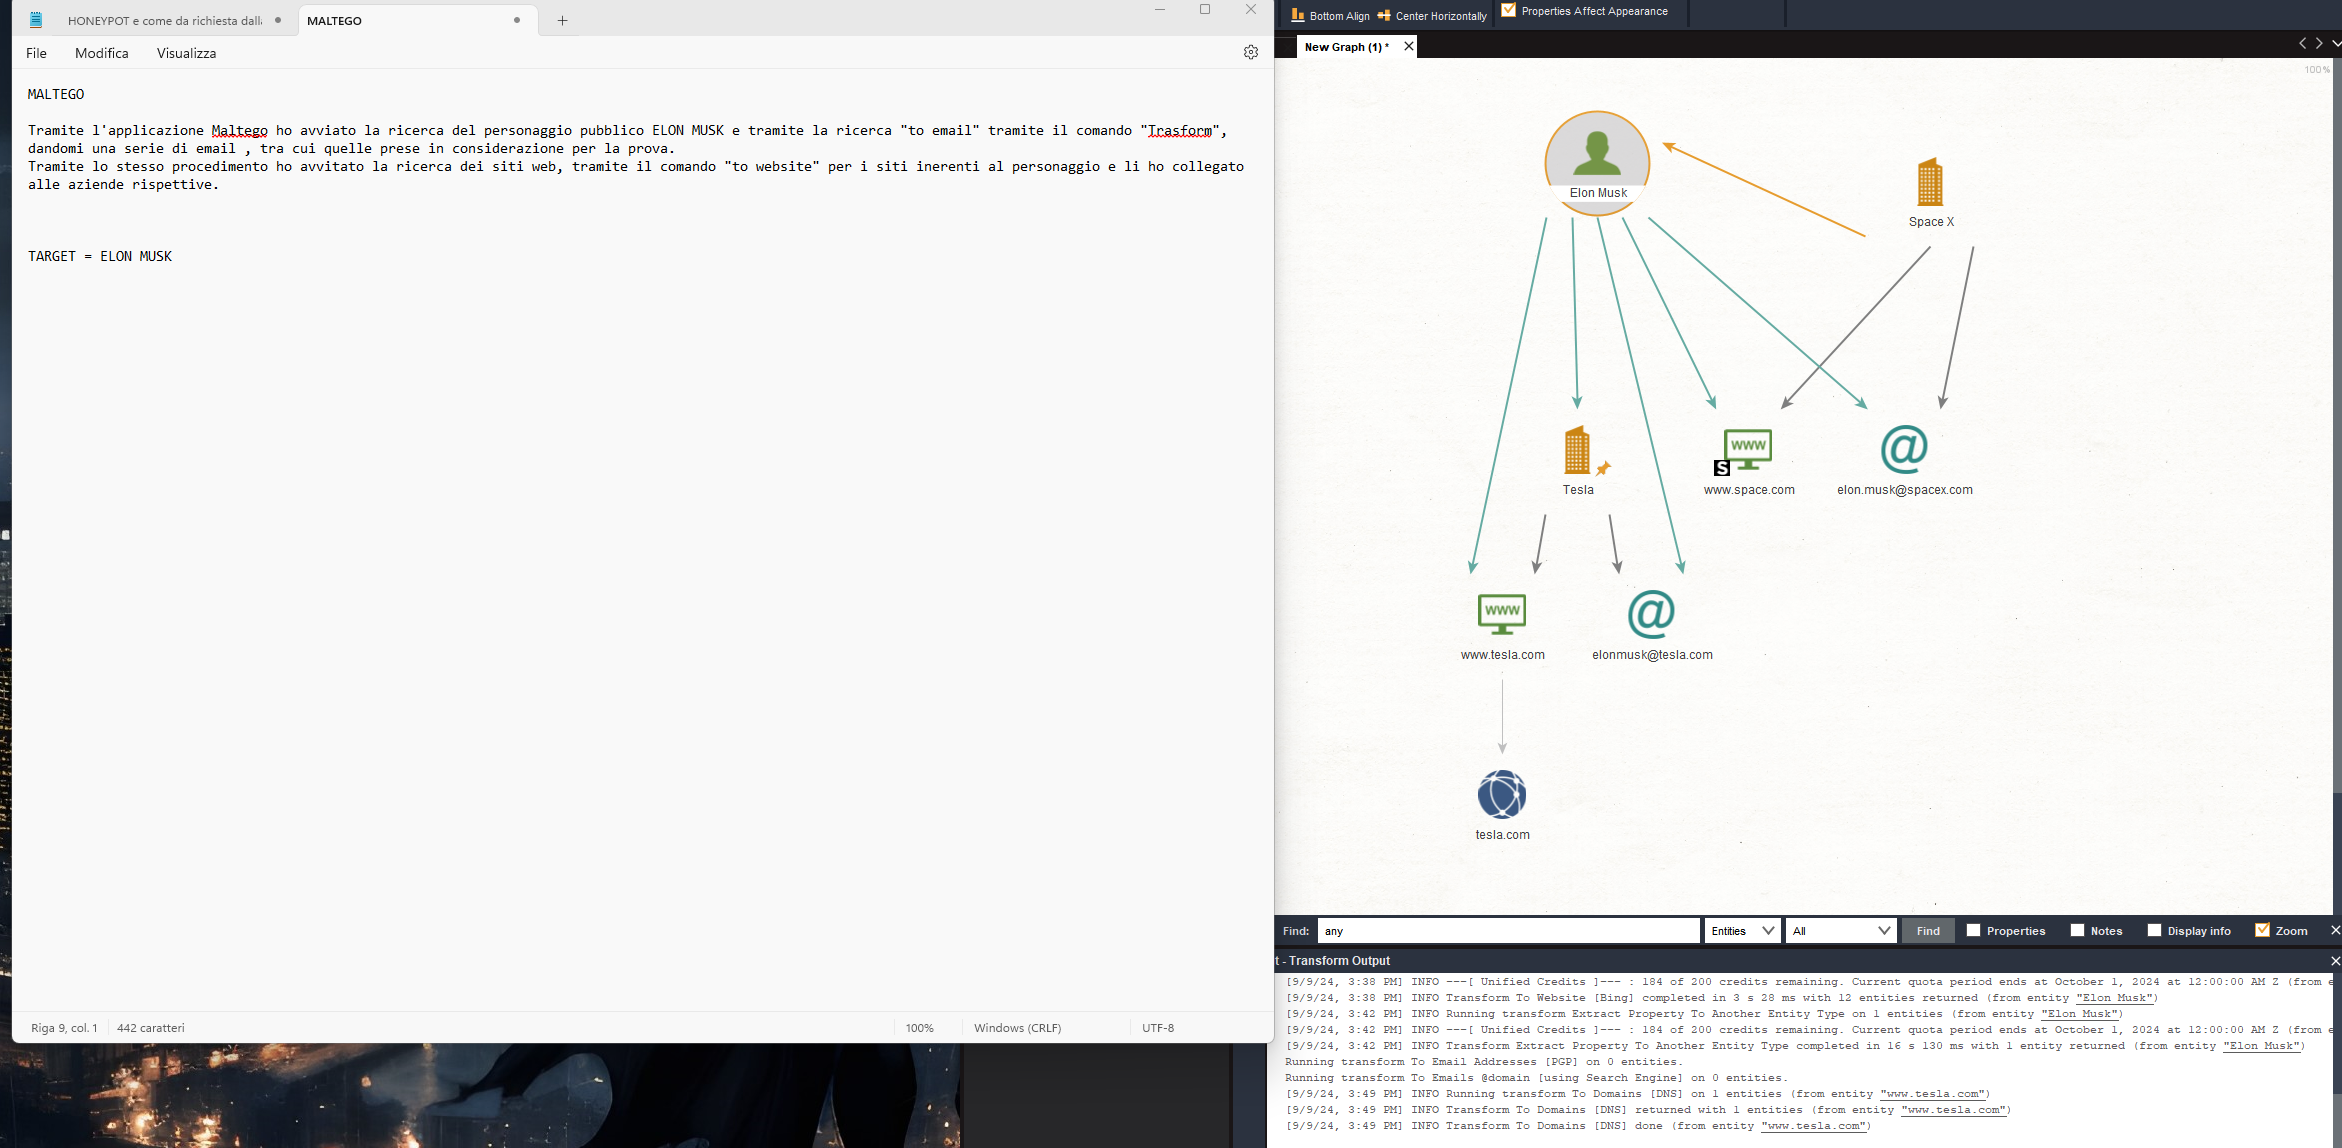 HONEYPOT e come da richiesta dall
MALTEGO
File Modifica Visualizza
MALTEGO
Tramite l'applicazione Maltego ho avviato la ricerca del personaggio pubblico ELON MUSK e tramite la ricerca "to email" tramite il comando "Trasform",
dandomi una serie di email , tra cui quelle prese in considerazione per la prova.
Tramite lo stesso procedimento ho avvitato la ricerca dei siti web, tramite il comando "to website" per i siti inerenti al personaggio e li ho collegato
alle aziende rispettive.
TARGET = ELON MUSK
Riga 9, col. 1 442 caratteri 100% Windows (CRLF) UTF-8
Bottom Align Center Horizontally Properties Affect Appearance
New Graph (1) *
100%
Elon Musk
Space X
Tesla
WWW
S
www.space.com
@
elon.musk@spacex.com
WWW
www.tesla.com
@
elonmusk@tesla.com
tesla.com
Find: any Entities All Find Properties Notes Display info Zoom
t - Transform Output
[9/9/24, 3:38 PM] INFO ---[ Unified Credits ]--- : 184 of 200 credits remaining. Current quota period ends at October 1, 2024 at 12:00:00 AM Z (from e
[9/9/24, 3:38 PM] INFO Transform To Website [Bing] completed in 3 s 28 ms with 12 entities returned (from entity "Elon Musk")
[9/9/24, 3:42 PM] INFO Running transform Extract Property To Another Entity Type on 1 entities (from entity "Elon Musk")
[9/9/24, 3:42 PM] INFO ---[ Unified Credits ]--- : 184 of 200 credits remaining. Current quota period ends at October 1, 2024 at 12:00:00 AM Z (from e
[9/9/24, 3:42 PM] INFO Transform Extract Property To Another Entity Type completed in 16 s 130 ms with 1 entity returned (from entity "Elon Musk")
Running transform To Email Addresses [PGP] on 0 entities.
Running transform To Emails @domain [using Search Engine] on 0 entities.
[9/9/24, 3:49 PM] INFO Running transform To Domains [DNS] on 1 entities (from entity "www.tesla.com")
[9/9/24, 3:49 PM] INFO Transform To Domains [DNS] returned with 1 entities (from entity "www.tesla.com")
[9/9/24, 3:49 PM] INFO Transform To Domains [DNS] done (from entity "www.tesla.com")